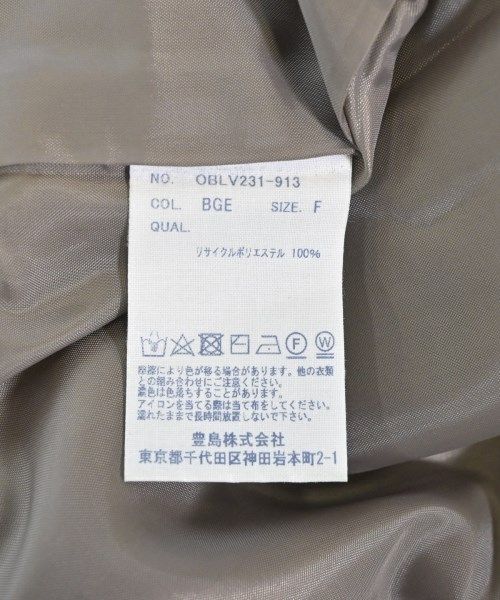 NO. OBLV231-913
COL. BGE SIZE. F
QUAL.
リサイクルポリエステル 100%
摩擦により色が移る場合があります。他の衣類
との組み合わせにご注意ください。
濃色は色落ちすることがあります。
アイロンを当てる際は当て布をしてください。
濡れたままで長時間放置しないで下さい。
豊島株式会社
東京都千代田区神田岩本町2-1